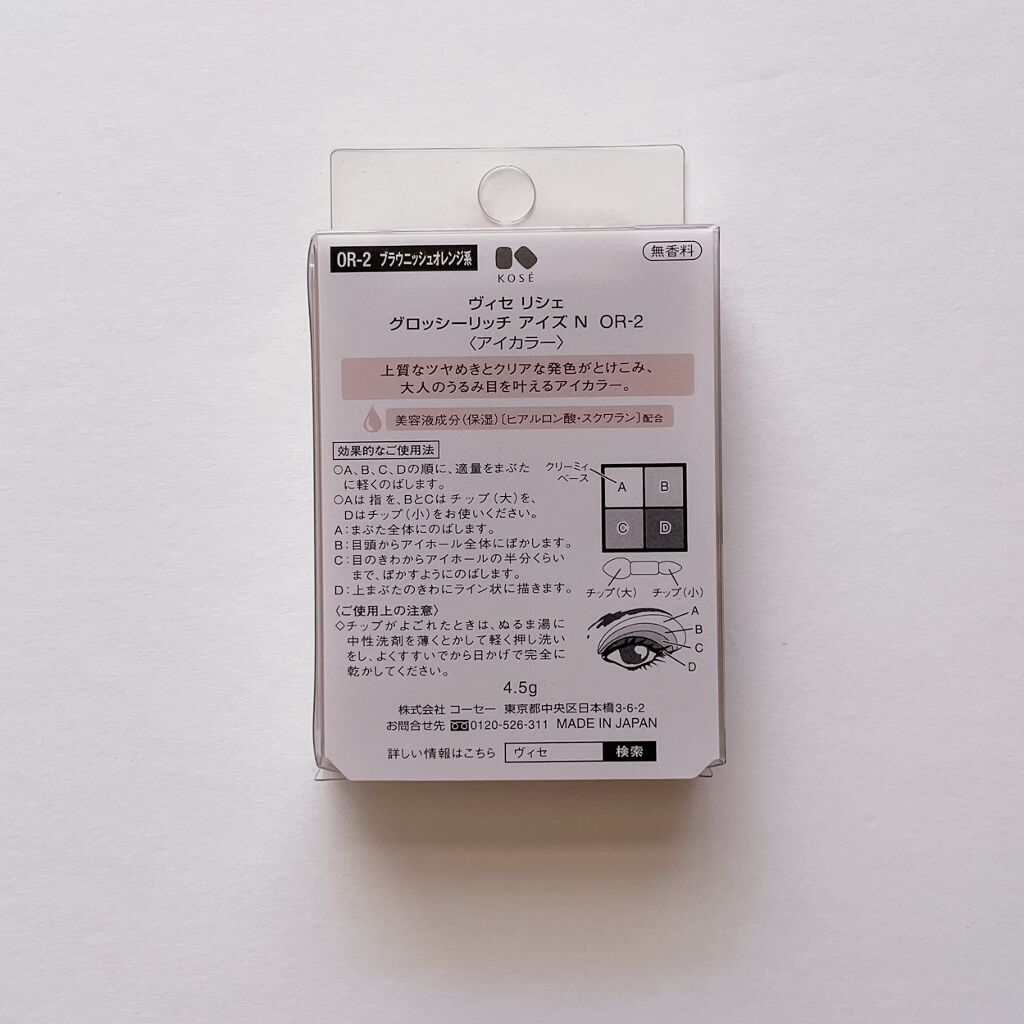 OR-2 ブラウニッシュオレンジ系
KOSÉ
無香料
ヴィセ リシェ
グロッシーリッチ アイズ N OR-2
〈アイカラー〉
上質なツヤめきとクリアな発色がとけこみ、
大人のうるみ目を叶えるアイカラー。
美容液成分(保湿)〔ヒアルロン酸・スクワラン〕配合
効果的なご使用法
○A、B、C、Dの順に、適量をまぶた
に軽くのばします。
○Aは指を、BとCはチップ(大)を、
Dはチップ(小)をお使いください。
A:まぶた全体にのばします。
B:目頭からアイホール全体にぼかします。
C:目のきわからアイホールの半分くらい
まで、ぼかすようにのばします。
D:上まぶたのきわにライン状に描きます。
クリーミィ
ベース
A B
C D
チップ(大) チップ(小)
A
B
C
D
〈ご使用上の注意〉
◇チップがよごれたときは、ぬるま湯に
中性洗剤を薄くとかして軽く押し洗い
をし、よくすすいでから日かげで完全に
乾かしてください。
4.5g
株式会社 コーセー 東京都中央区日本橋3-6-2
お問合せ先 0120-526-311 MADE IN JAPAN
詳しい情報はこちら ヴィセ 検索